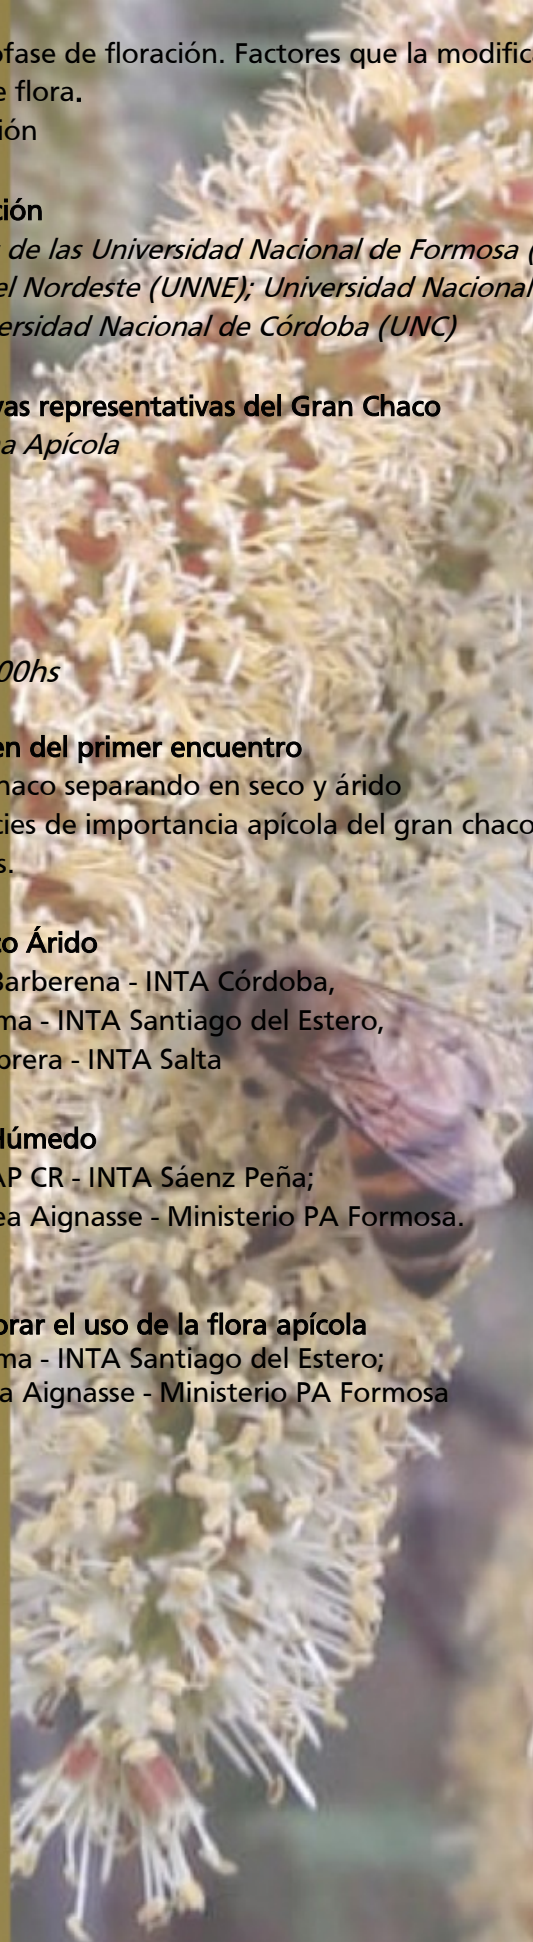 ofase de floración. Factores que la modific
e flora.
ión
ción
de las Universidad Nacional de Formosa (
el Nordeste (UNNE); Universidad Nacional
ersidad Nacional de Córdoba (UNC)
vas representativas del Gran Chaco
a Apícola
00hs
en del primer encuentro
haco separando en seco y árido
cies de importancia apícola del gran chaco
s.
co Árido
Barberena - INTA Córdoba,
ma - INTA Santiago del Estero,
brera - INTA Salta
Húmedo
AP CR - INTA Sáenz Peña;
ea Aignasse - Ministerio PA Formosa.
orar el uso de la flora apícola
ma - INTA Santiago del Estero;
a Aignasse - Ministerio PA Formosa